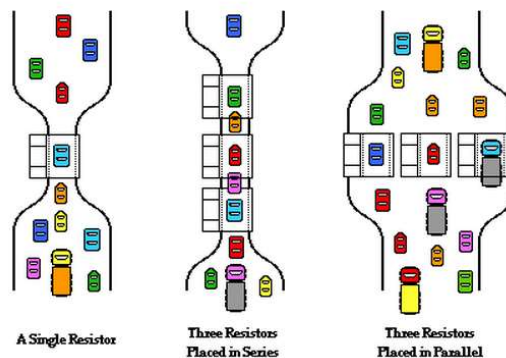 A Single Resistor
Three Resistors
Placed in Series
Three Resistors
Placed in Parallel